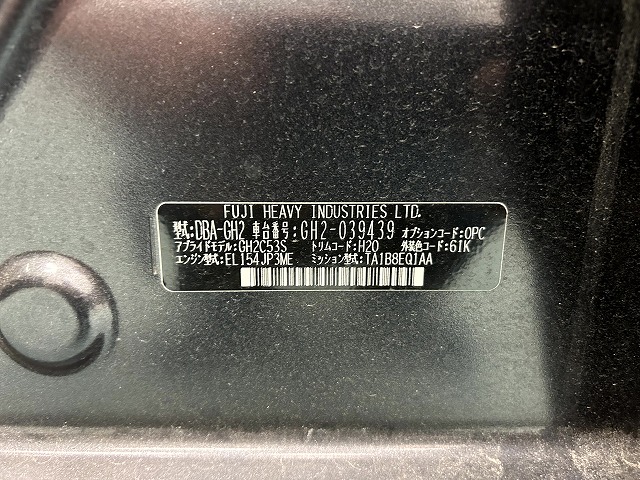 FUJI HEAVY INDUSTRIES LTD.
型式:DBA-GH2 車台番号:GH2-039439 オプションコード:OPC
アプライドモデル:GH2C53S トリムコード:H20 外装色コード:61K
エンジン型式:EL154JP3ME ミッション型式:TA1B8EQ1AA